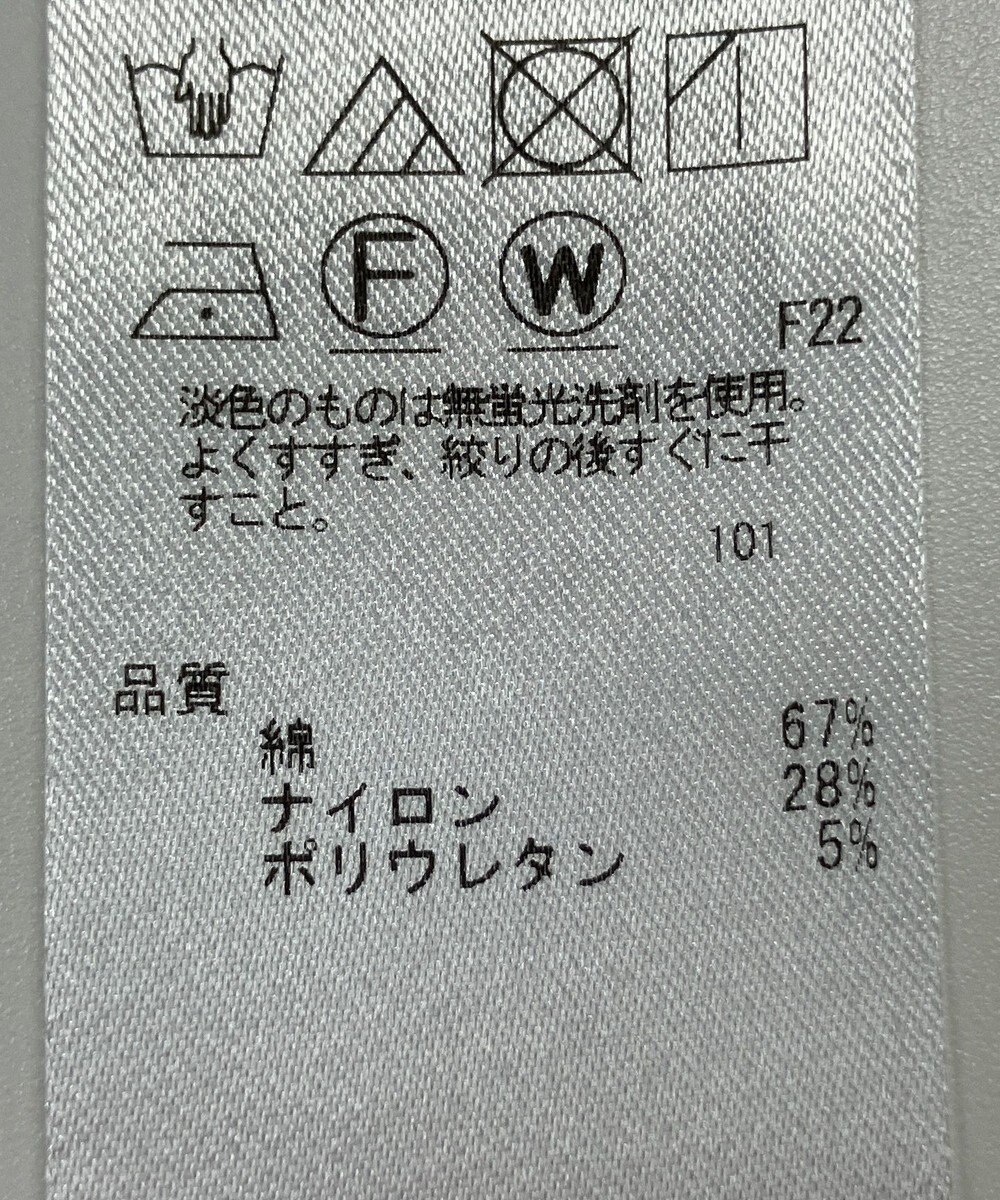 F W F22
淡色のものは無蛍光洗剤を使用。
よくすすぎ、絞りの後すぐに干
すこと。
101
品質
綿 67%
ナイロン 28%
ポリウレタン 5%